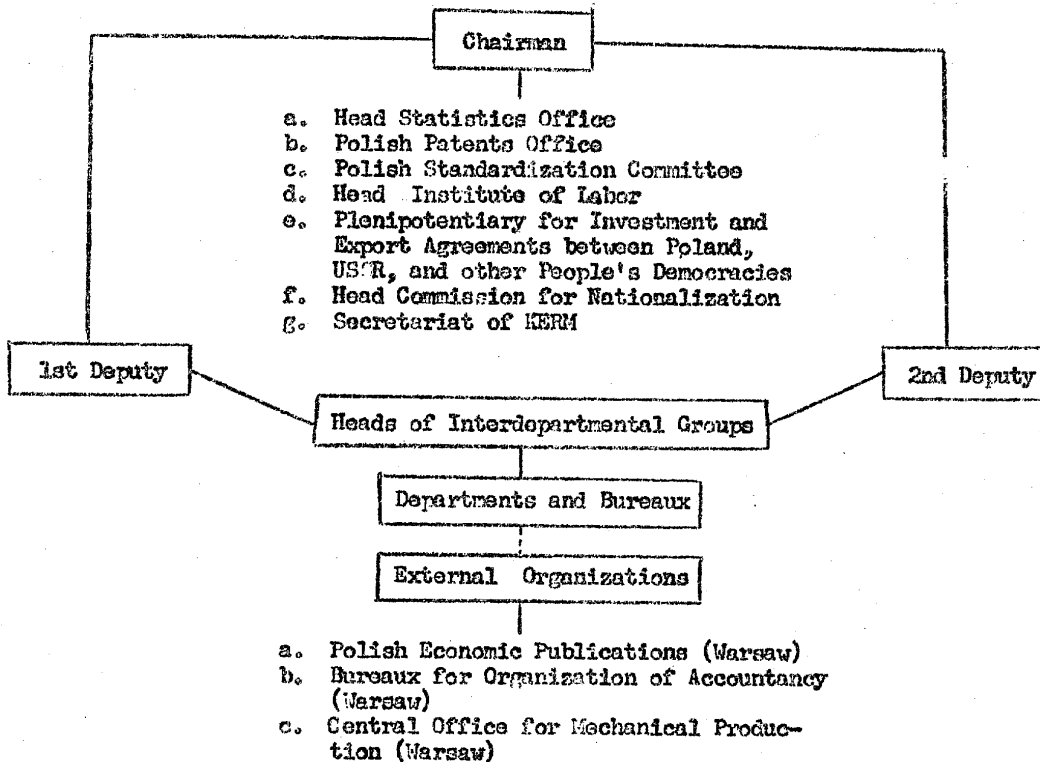 Chairman
a. Head Statistics Office
b. Polish Patents Office
c. Polish Standardization Committee
d. Head Institute of Labor
e. Plenipotentiary for Investment and
Export Agreements between Poland,
USSR, and other People's Democracies
f. Head Commission for Nationalization
g. Secretariat of KERM
1st Deputy
2nd Deputy
Heads of Interdepartmental Groups
Departments and Bureaux
External Organizations
a. Polish Economic Publications (Warsaw)
b. Bureaux for Organization of Accountancy
(Warsaw)
c. Central Office for Mechanical Produc-
tion (Warsaw)